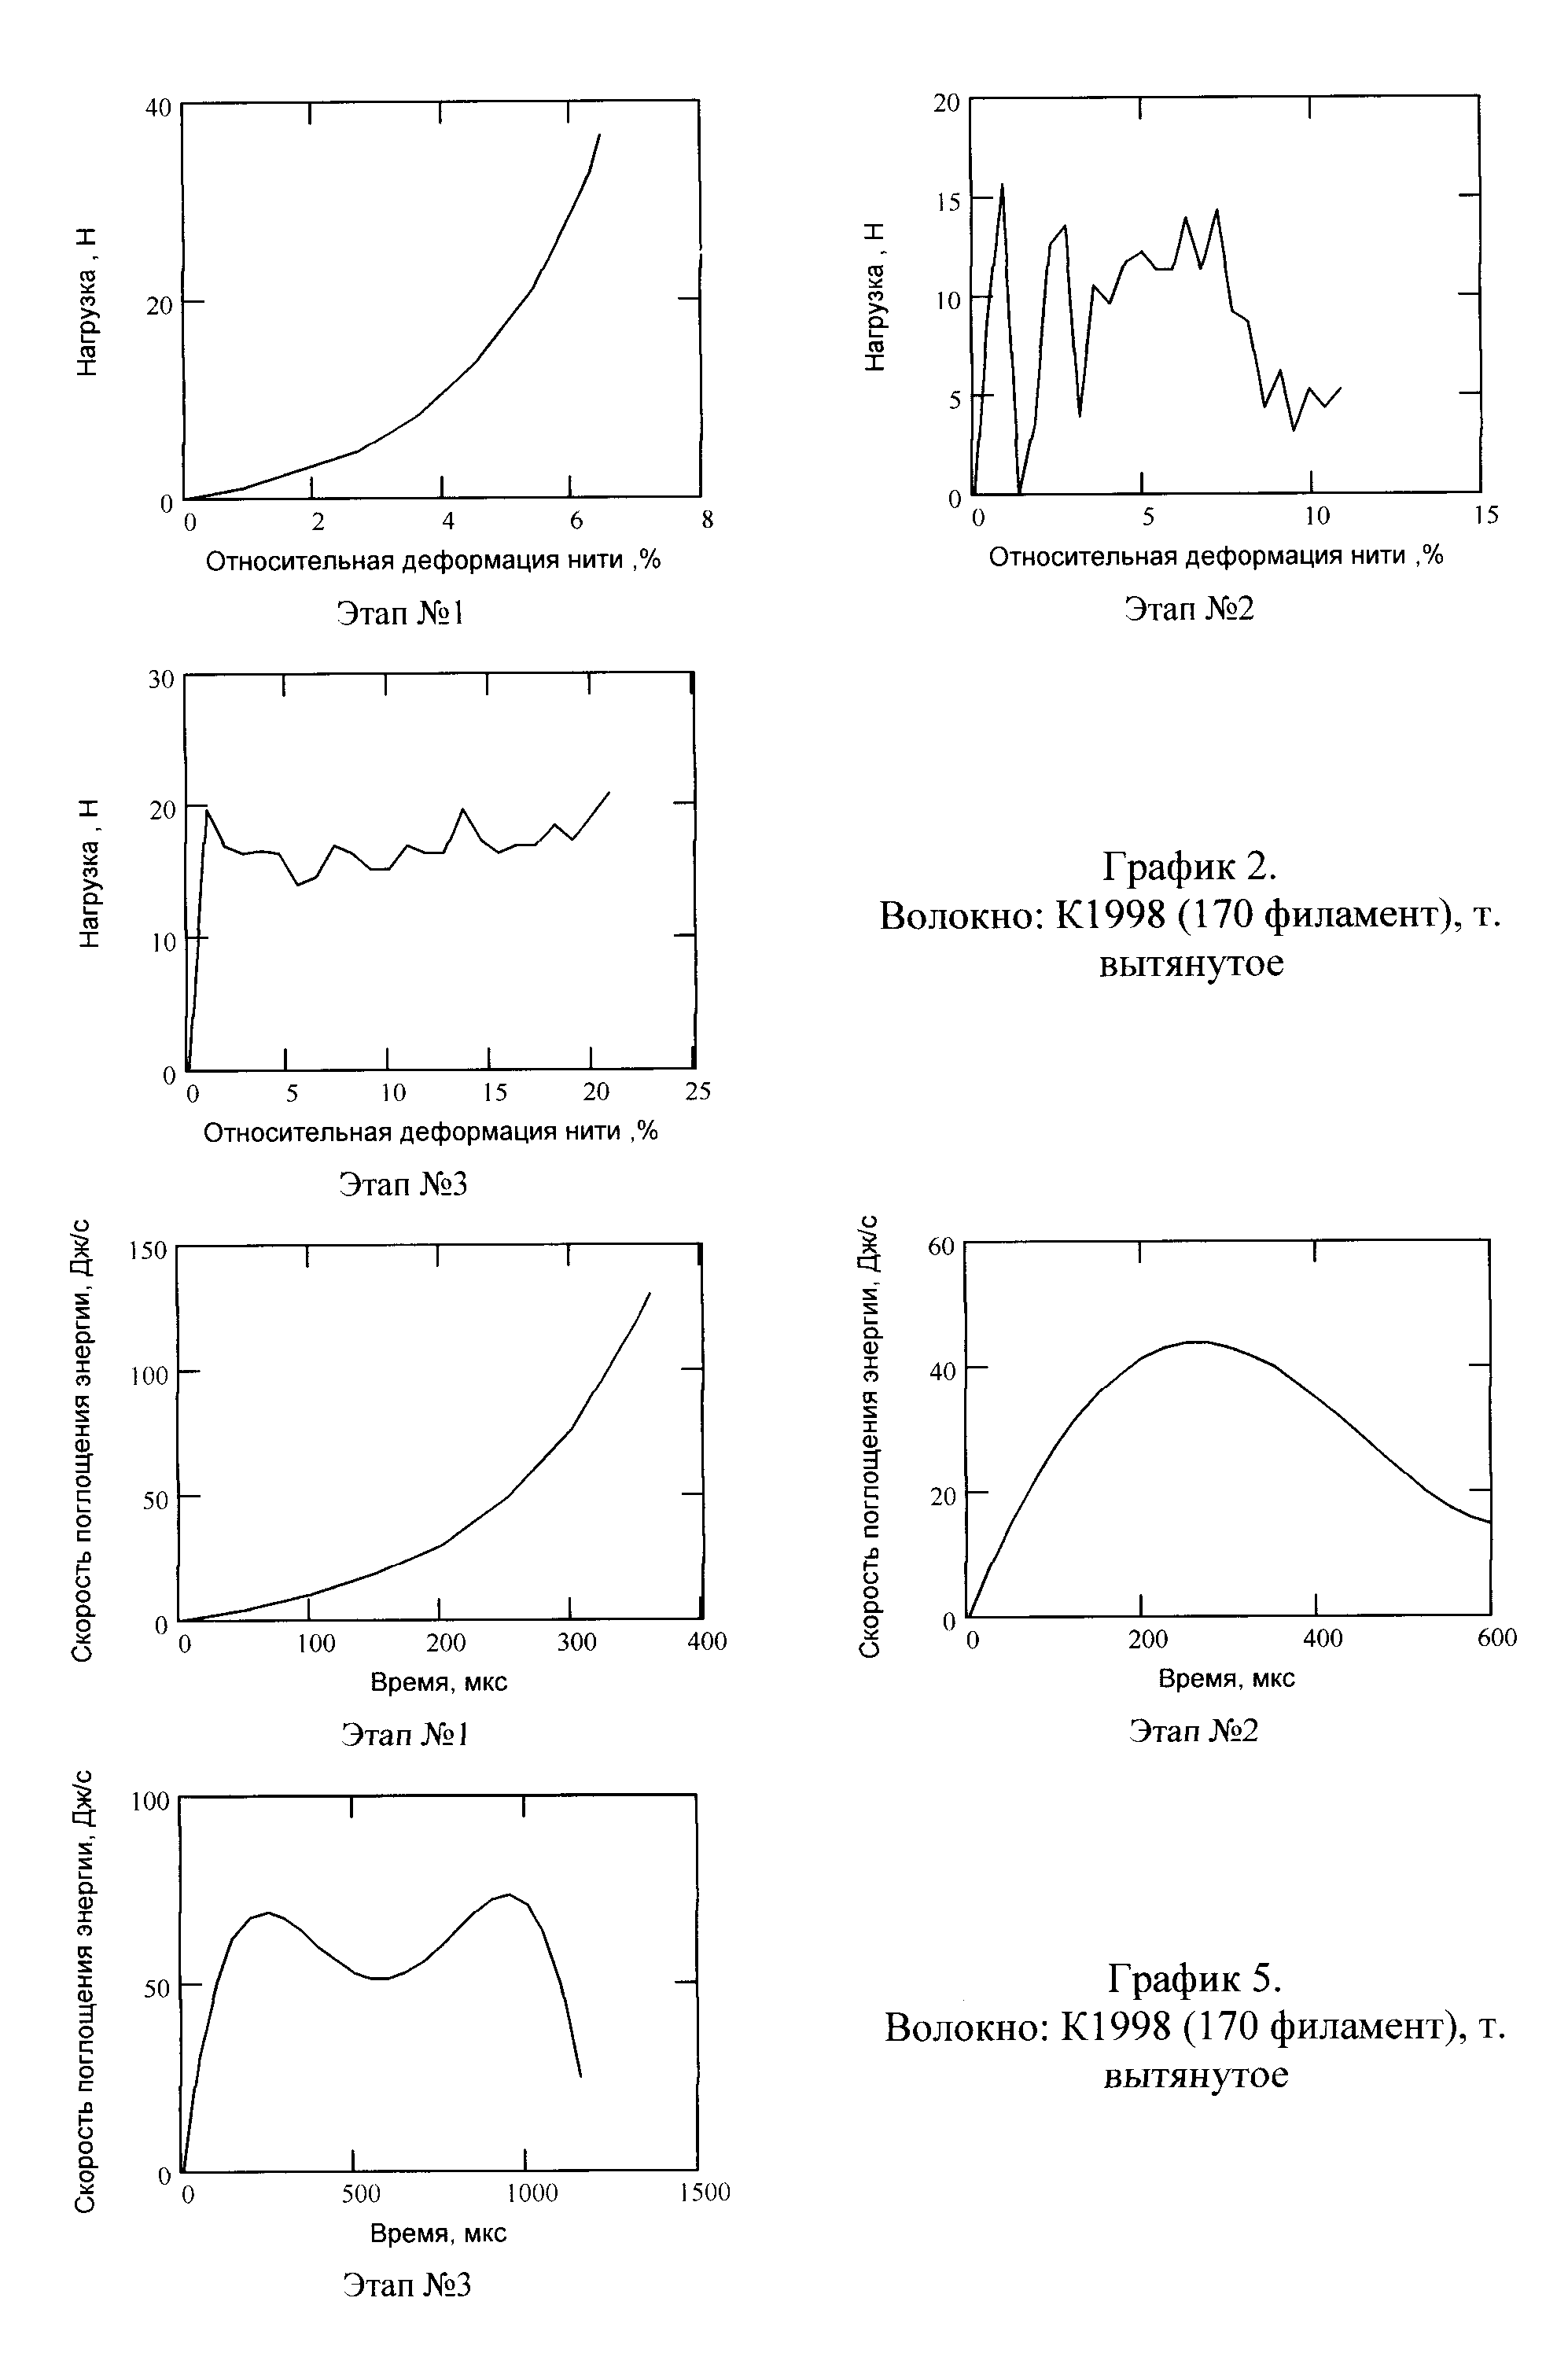 40
20
0
0 2 4 6 8
Нагрузка , Н
Относительная деформация нити ,%
Этап №1
20
15
10
5
0
0 5 10 15
Нагрузка , Н
Относительная деформация нити ,%
Этап №2
30
20
10
0
0 5 10 15 20 25
Нагрузка , Н
Относительная деформация нити ,%
Этап №3
График 2.
Волокно: К1998 (170 филамент), т.
вытянутое
150
100
50
0
0 100 200 300 400
Скорость поглощения энергии, Дж/с
Время, мкс
Этап №1
60
40
20
0
0 200 400 600
Скорость поглощения энергии, Дж/с
Время, мкс
Этап №2
100
50
0
0 500 1000 1500
Скорость поглощения энергии, Дж/с
Время, мкс
Этап №3
График 5.
Волокно: К1998 (170 филамент), т.
вытянутое